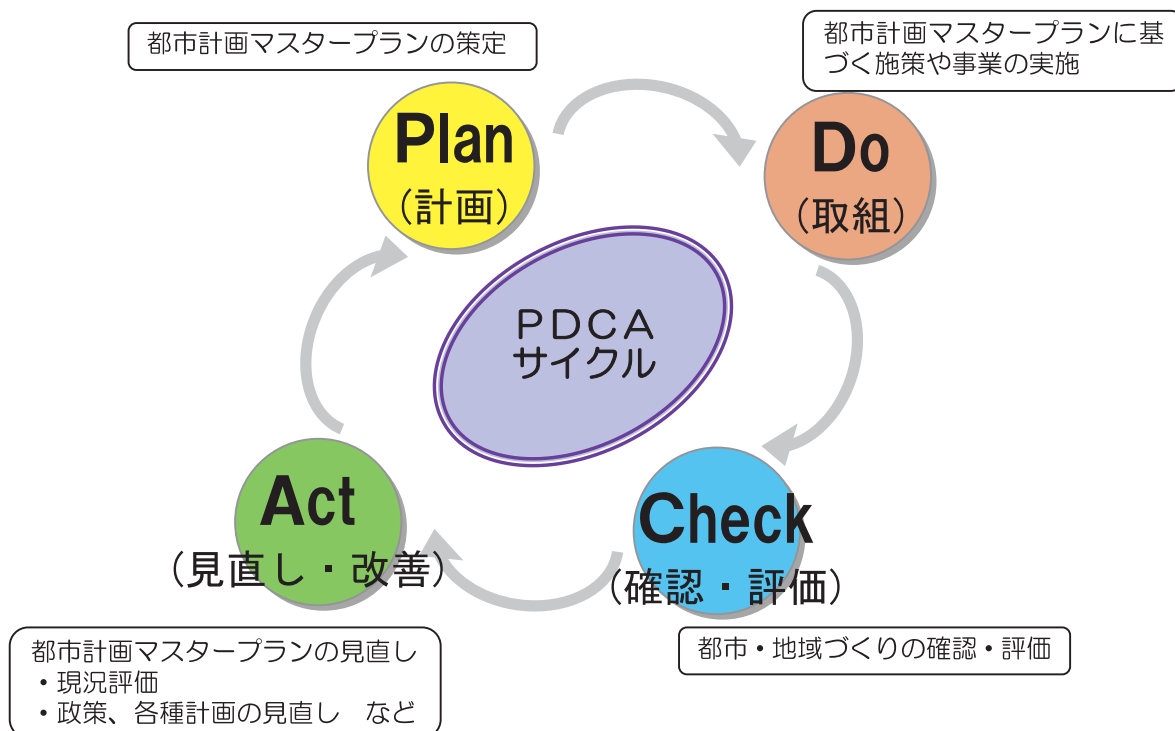 都市計画マスタープランの策定
都市計画マスタープランに基
づく施策や事業の実施
Plan
(計画)
Do
(取組)
PDCA
サイクル
Act
(見直し・改善)
Check
(確認・評価)
都市計画マスタープランの見直し
・現況評価
・政策、各種計画の見直し　など
都市・地域づくりの確認・評価